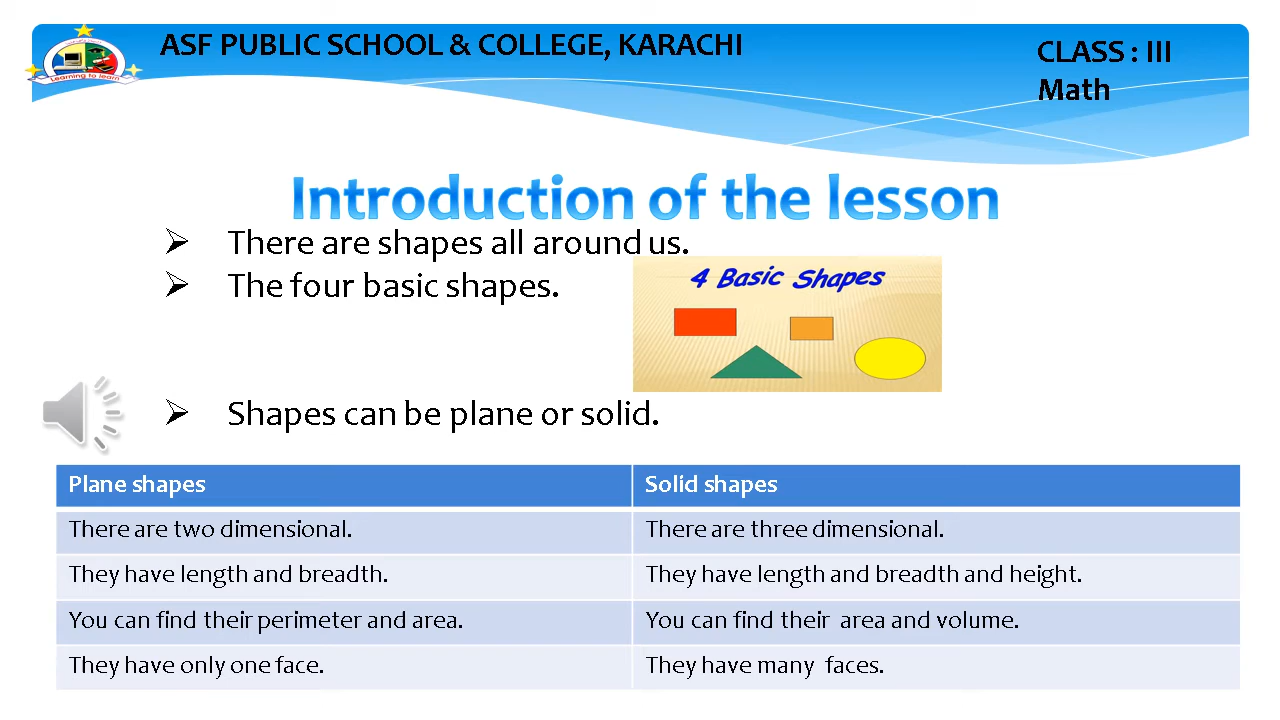 ASF PUBLIC SCHOOL & COLLEGE, KARACHI
CLASS : III
Math
Learning to learn
Introduction of the lesson
➢ There are shapes all around us.
➢ The four basic shapes.
4 Basic Shapes
➢ Shapes can be plane or solid.
Plane shapes
Solid shapes
There are two dimensional.
There are three dimensional.
They have length and breadth.
They have length and breadth and height.
You can find their perimeter and area.
You can find their area and volume.
They have only one face.
They have many faces.